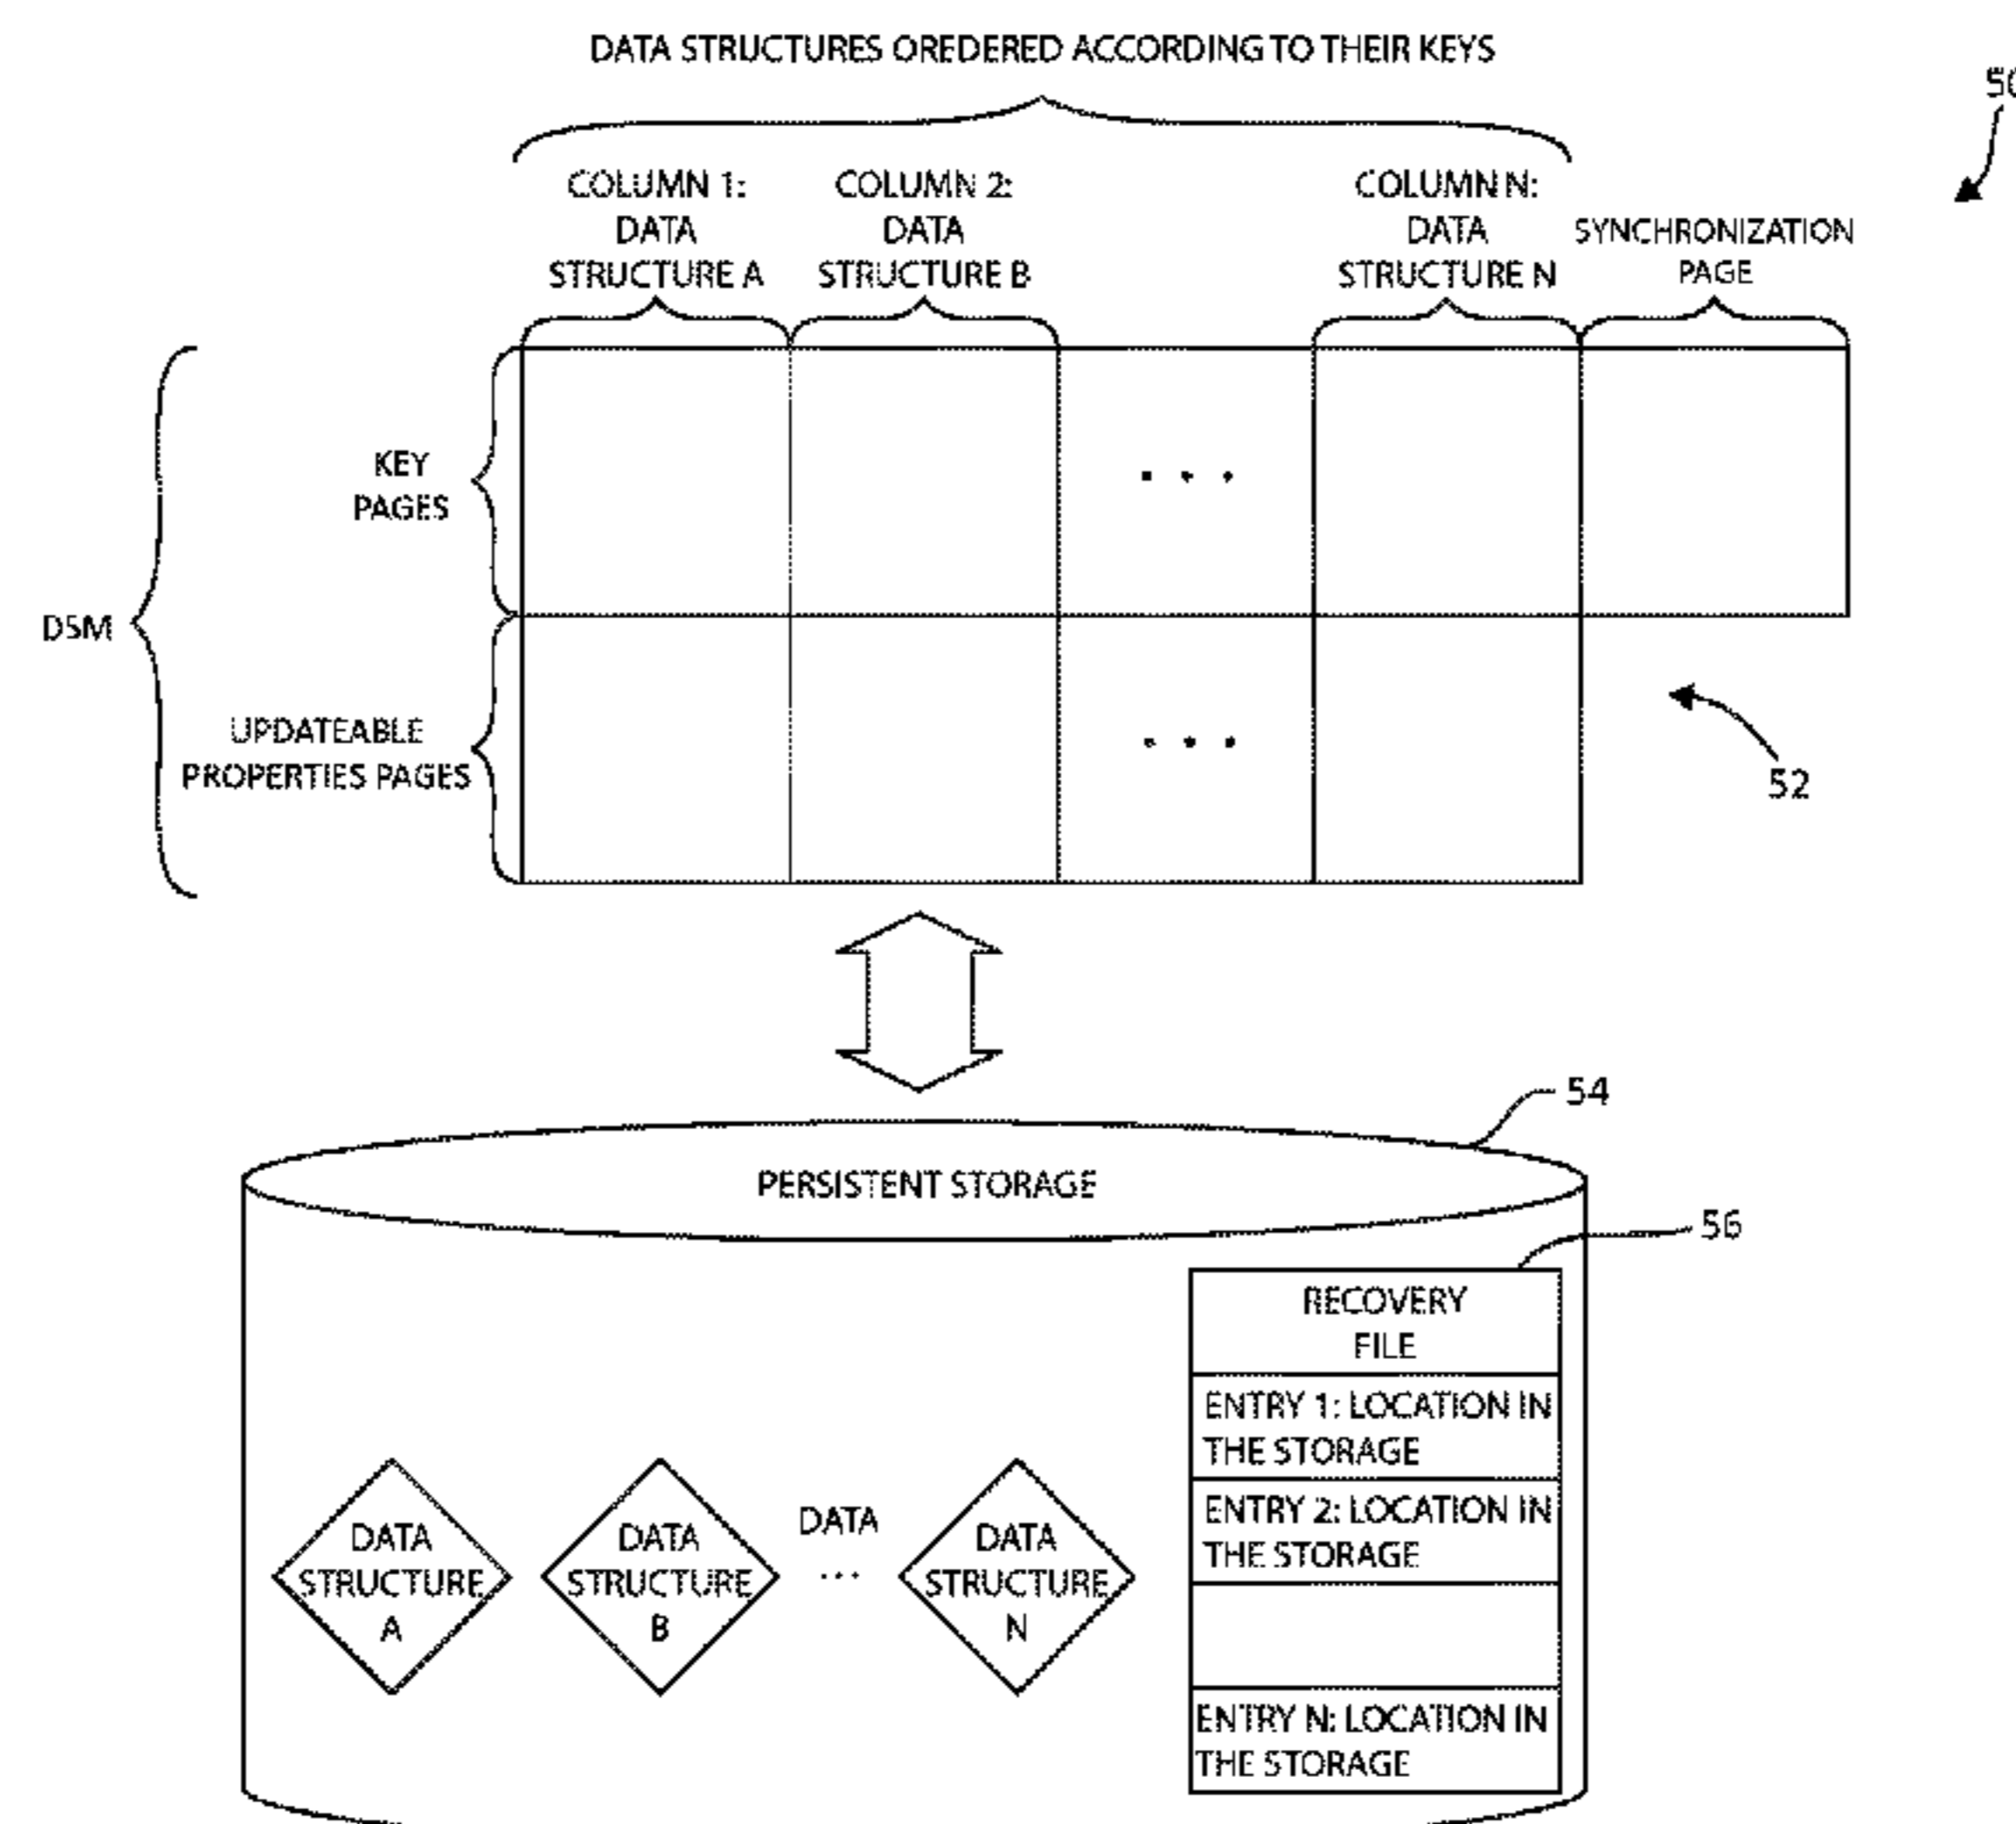 DATA STRUCTURES OREDERED ACCORDING TO THEIR KEYS
50
COLUMN 1:
DATA
STRUCTURE A
COLUMN 2:
DATA
STRUCTURE B
COLUMN N:
DATA
STRUCTURE N
SYNCHRONIZATION
PAGE
KEY
PAGES
. . .
DSM
UPDATEABLE
PROPERTIES PAGES
. . .
52
54
PERSISTENT STORAGE
56
RECOVERY
FILE
ENTRY 1: LOCATION IN
THE STORAGE
ENTRY 2: LOCATION IN
THE STORAGE
ENTRY N: LOCATION IN
THE STORAGE
DATA
STRUCTURE
A
DATA
STRUCTURE
B
DATA
...
DATA
STRUCTURE
N